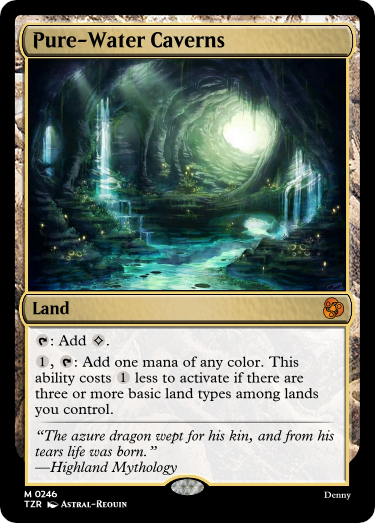 Pure-Water Caverns
Land
: Add .
1, : Add one mana of any color. This
ability costs 1 less to activate if there are
three or more basic land types among lands
you control.
“The azure dragon wept for his kin, and from his
tears life was born.”
—Highland Mythology
M 0246
Denny
TZR Astral-Requin